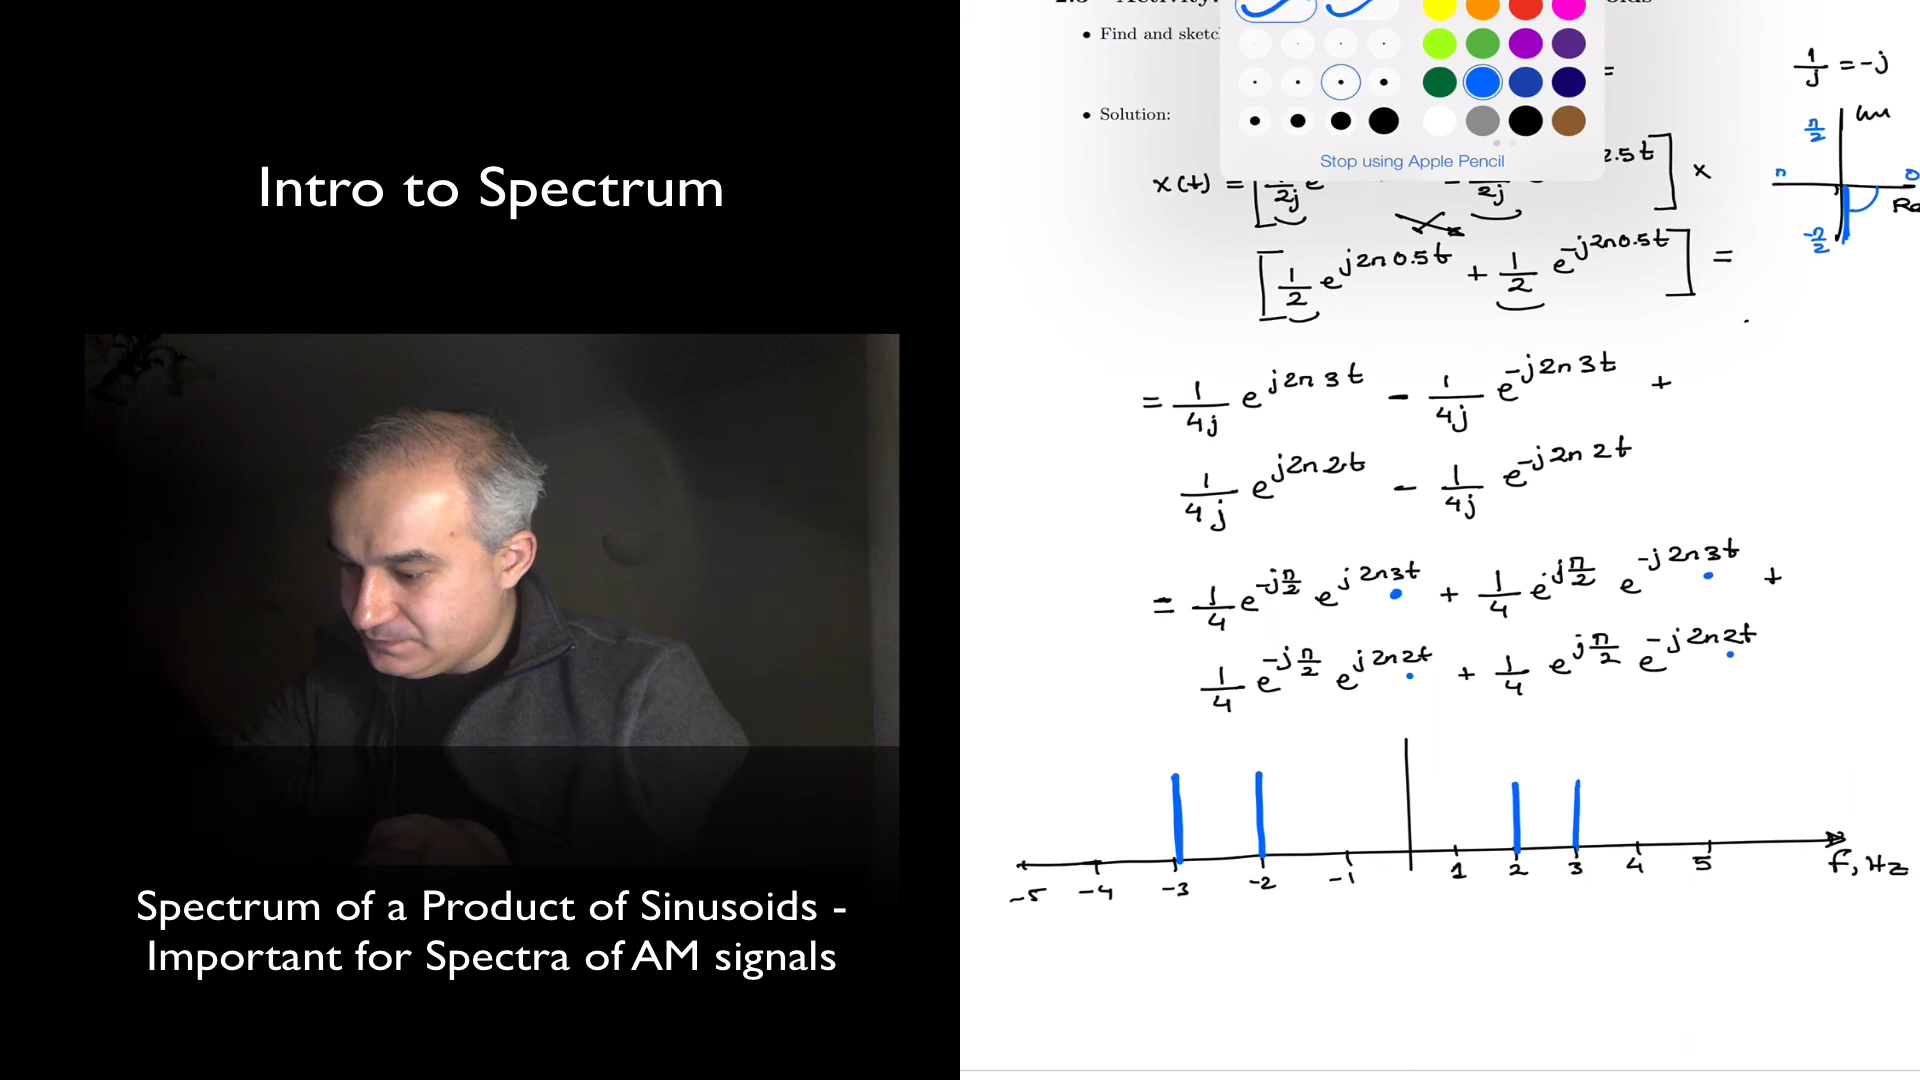 Intro to Spectrum
Spectrum of a Product of Sinusoids -
Important for Spectra of AM signals
• Find and sketc
=
• Solution:
Stop using Apple Pencil
1/j = -j
Im
π/2
π
0
Re
-π/2
x(t) = [1/2j e - 1/2j 2.5t] x
[1/2 e^j2π0.5t + 1/2 e^-j2π0.5t] =
= 1/4j e^j2π3t - 1/4j e^-j2π3t +
1/4j e^j2π2t - 1/4j e^-j2π2t
= 1/4 e^-jπ/2 e^j2π3t + 1/4 e^jπ/2 e^-j2π3t +
1/4 e^-jπ/2 e^j2π2t + 1/4 e^jπ/2 e^-j2π2t
-5 -4 -3 -2 -1 1 2 3 4 5 f, Hz